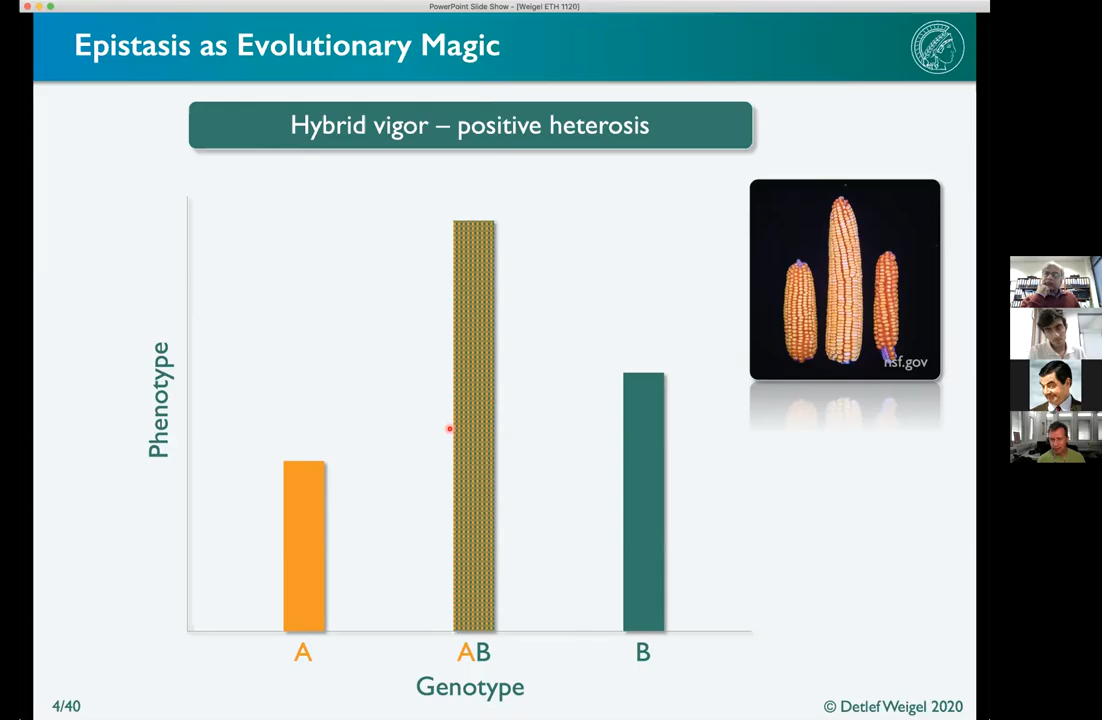 PowerPoint Slide Show - [Weigel ETH 1120]
Epistasis as Evolutionary Magic
Hybrid vigor – positive heterosis
nsf.gov
Phenotype
A
AB
B
Genotype
4/40
© Detlef Weigel 2020